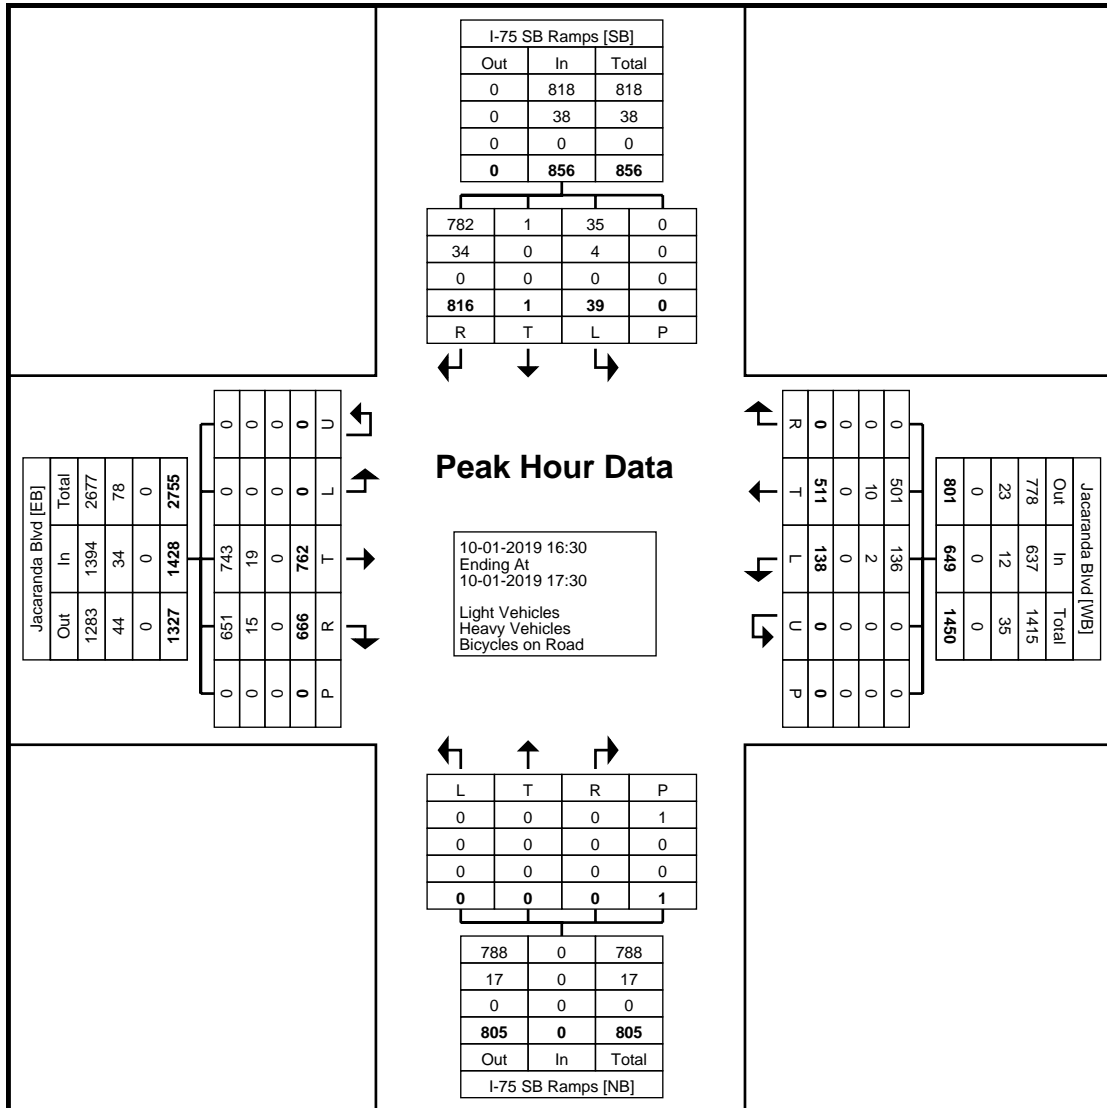 I-75 SB Ramps [SB]
Out In Total
0 818 818
0 38 38
0 0 0
0 856 856
782 1 35 0
34 0 4 0
0 0 0 0
816 1 39 0
R T L P
Jacaranda Blvd [EB]
Total In Out
2677 1394 1283
78 34 44
0 0 0
2755 1428 1327
0 0 743 651 0
0 0 19 15 0
0 0 0 0 0
0 0 762 666 0
U L T R P
Peak Hour Data
10-01-2019 16:30
Ending At
10-01-2019 17:30
Light Vehicles
Heavy Vehicles
Bicycles on Road
Jacaranda Blvd [WB]
Out In Total
778 637 1415
23 12 35
0 0 0
801 649 1450
0 501 136 0 0
0 10 2 0 0
0 0 0 0 0
0 511 138 0 0
R T L U P
L T R P
0 0 0 1
0 0 0 0
0 0 0 0
0 0 0 1
788 0 788
17 0 17
0 0 0
805 0 805
Out In Total
I-75 SB Ramps [NB]